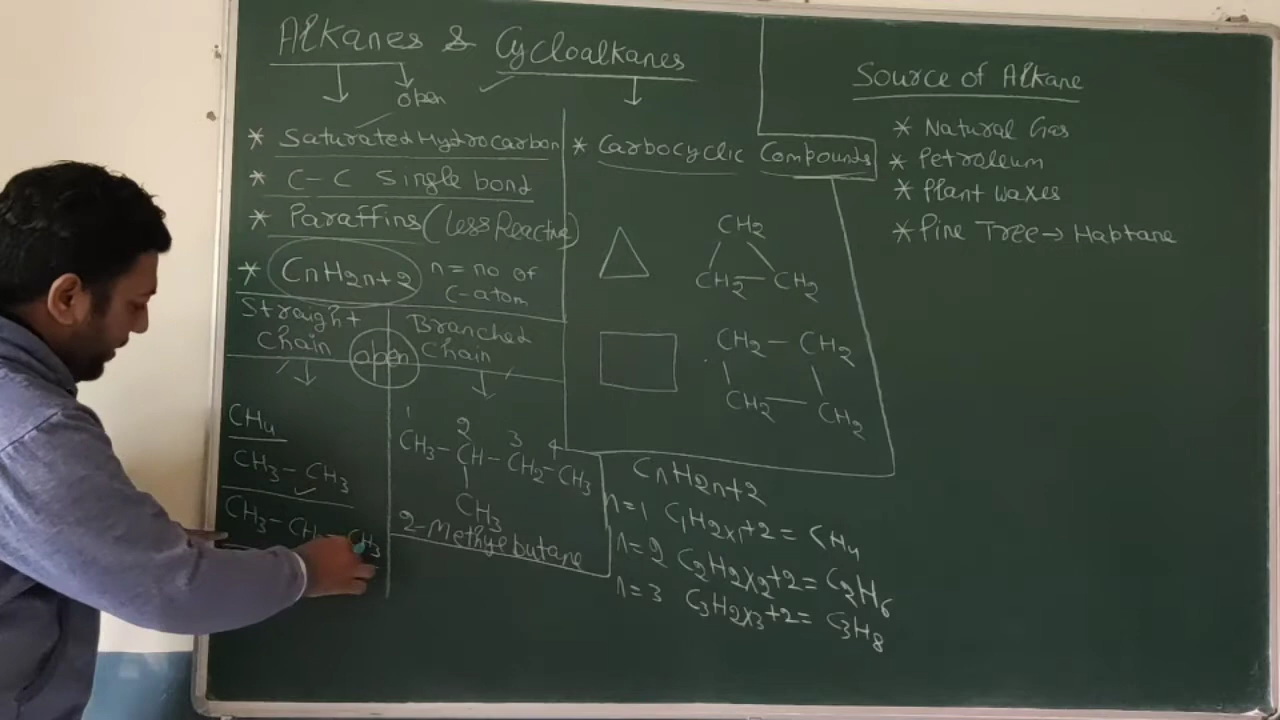 Alkanes & Cycloalkanes
open
* Saturated Hydrocarbon
* C-C Single bond
* Paraffins (Less Reactive)
* CnH2n+2 n = no of
C-atom
Straught
Chain
open
Branched
Chain
CH4
CH3-CH3
CH3-CH2-CH3
1 2 3 4
CH3-CH-CH2-CH3
CH3
2-Methyebutane
* Carbocyclic Compounds
CH2
CH2-CH2
CH2-CH2
CH2-CH2
CnH2n+2
n=1 C1H2x1+2 = CH4
n=2 C2H2x2+2 = C2H6
n=3 C3H2x3+2 = C3H8
Source of Alkane
* Natural Gas
* Petroleum
* Plant waxes
* Pine Tree → Haptane